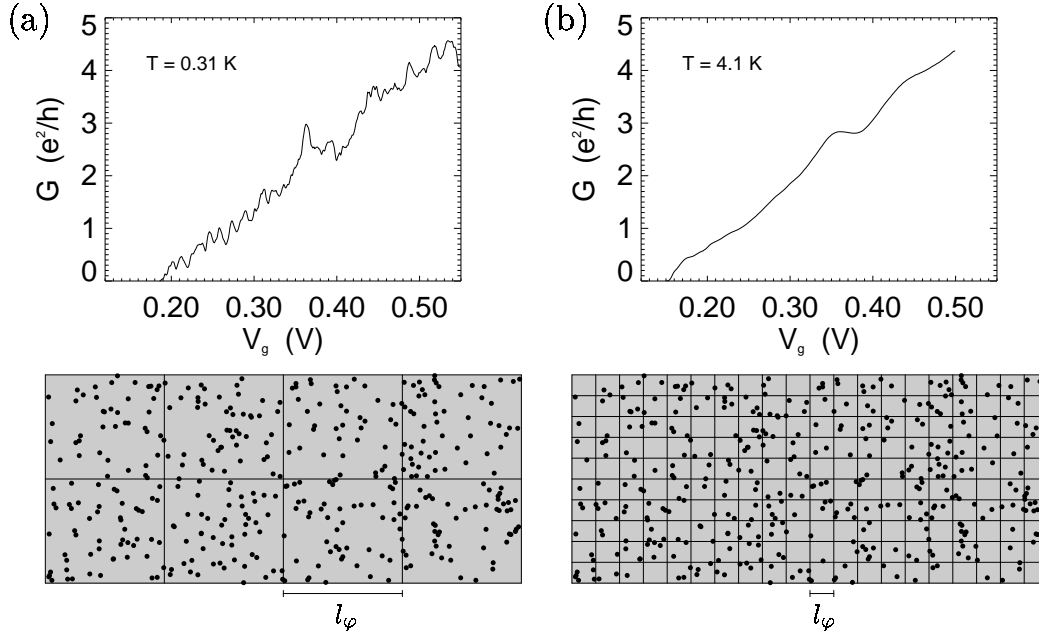 (a)
T = 0.31 K
G (e²/h)
5
4
3
2
1
0
0.20 0.30 0.40 0.50
V_g (V)
l_φ
(b)
T = 4.1 K
G (e²/h)
5
4
3
2
1
0
0.20 0.30 0.40 0.50
V_g (V)
l_φ